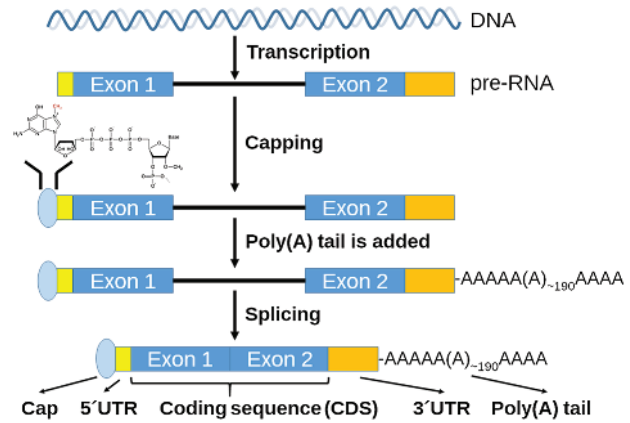 DNA
Transcription
Exon 1 Exon 2 pre-RNA
Capping
Exon 1 Exon 2
Poly(A) tail is added
Exon 1 Exon 2 -AAAAA(A)~190AAAA
Splicing
Exon 1 Exon 2 -AAAAA(A)~190AAAA
Cap 5´UTR Coding sequence (CDS) 3´UTR Poly(A) tail